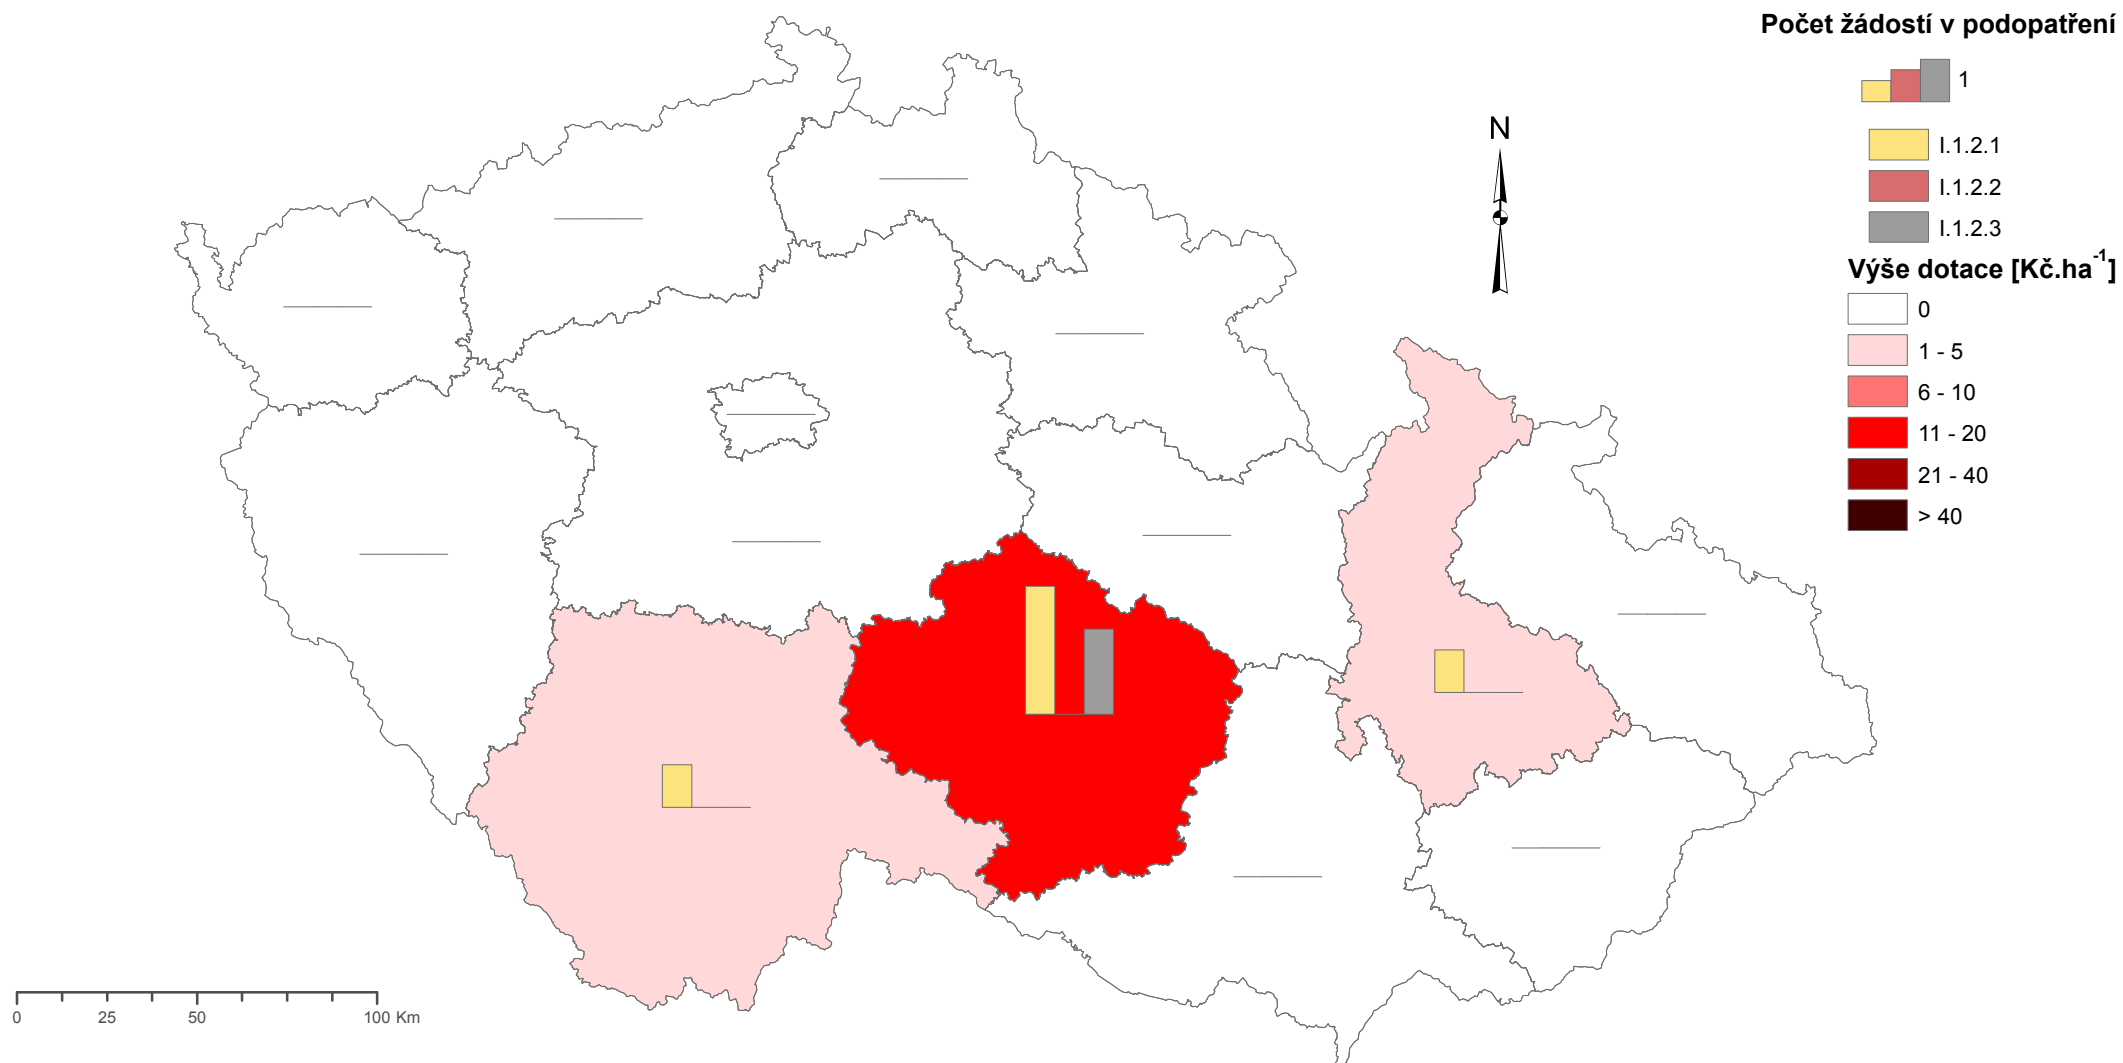 Počet žádostí v podopatření
1
I.1.2.1
I.1.2.2
I.1.2.3
Výše dotace [Kč.ha⁻¹]
0
1 - 5
6 - 10
11 - 20
21 - 40
> 40
N
0 25 50 100 Km